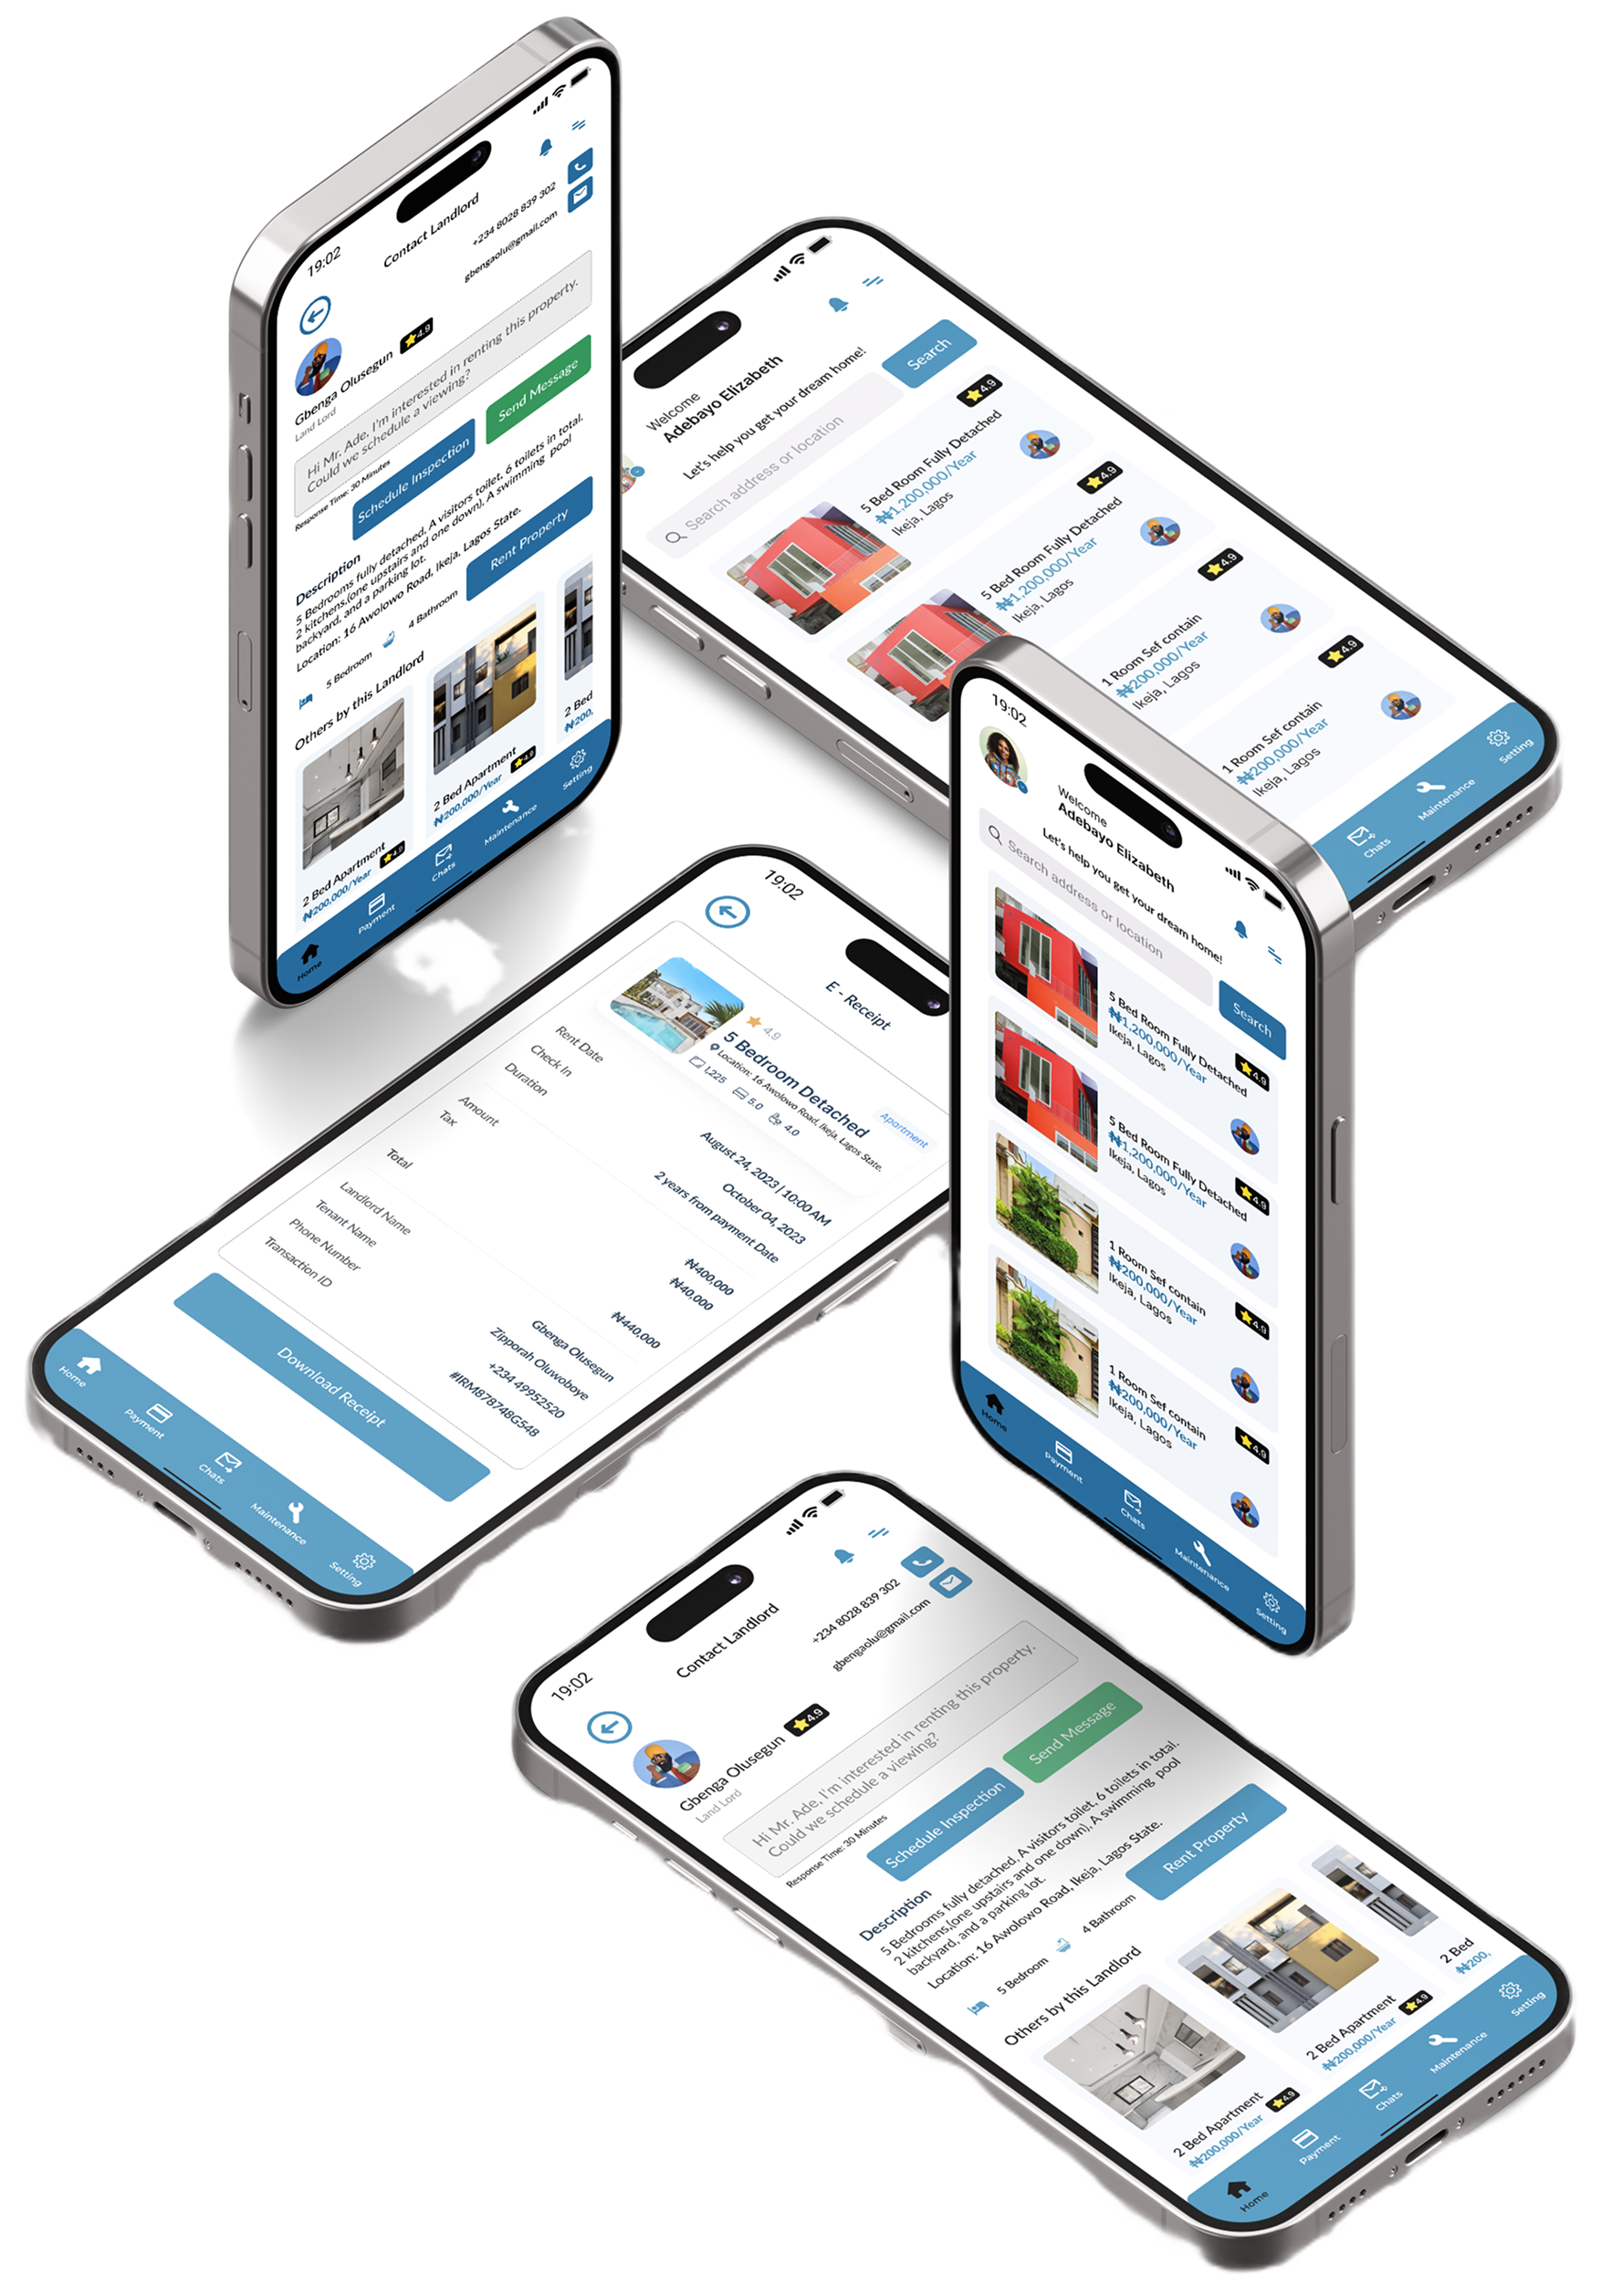 19:02
Contact Landlord
+234 8028 839 302
gbengaolu@gmail.com
4.9
Gbenga Olusegun
Land Lord
Hi Mr. Ade, I'm interested in renting this property.
Could we schedule a viewing?
Response Time: 30 Minutes
Send Message
Schedule Inspection
Description
5 Bedrooms fully detached, A visitors toilet, 6 toilets in total.
2 kitchens,(one upstairs and one down), A swimming pool
backyard, and a parking lot.
Location: 16 Awolowo Road, Ikeja, Lagos State.
Rent Property
5 Bedroom
4 Bathroom
Others by this Landlord
2 Bed Apartment
₦200,000/Year
4.9
2 Bed Apartment
₦200,000/Year
4.9
2 Bed
₦200,
Home
Payment
Chats
Maintenance
Setting
Welcome
Adebayo Elizabeth
Let's help you get your dream home!
Search address or location
Search
5 Bed Room Fully Detached
₦1,200,000/Year
Ikeja, Lagos
4.9
5 Bed Room Fully Detached
₦1,200,000/Year
Ikeja, Lagos
4.9
1 Room Sef contain
₦200,000/Year
Ikeja, Lagos
4.9
1 Room Sef contain
₦200,000/Year
Ikeja, Lagos
4.9
Chats
Maintenance
Setting
19:02
E - Receipt
4.9
5 Bedroom Detached
Location: 16 Awolowo Road, Ikeja, Lagos State.
1,225
5.0
4.0
Apartment
Rent Date
August 24, 2023 | 10:00 AM
Check In
October 04, 2023
Duration
2 years from payment Date
Amount
₦400,000
Tax
₦40,000
Total
₦440,000
Landlord Name
Gbenga Olusegun
Tenant Name
Zipporah Oluwoboye
Phone Number
+234 49952520
Transaction ID
#IRM878748G548
Download Receipt
Home
Payment
Chats
Maintenance
Setting
19:02
Welcome
Adebayo Elizabeth
Let's help you get your dream home!
Search address or location
Search
5 Bed Room Fully Detached
₦1,200,000/Year
Ikeja, Lagos
4.9
5 Bed Room Fully Detached
₦1,200,000/Year
Ikeja, Lagos
4.9
1 Room Sef contain
₦200,000/Year
Ikeja, Lagos
4.9
1 Room Sef contain
₦200,000/Year
Ikeja, Lagos
4.9
Home
Payment
Chats
Maintenance
Setting
19:02
Contact Landlord
+234 8028 839 302
gbengaolu@gmail.com
4.9
Gbenga Olusegun
Land Lord
Hi Mr. Ade, I'm interested in renting this property.
Could we schedule a viewing?
Response Time: 30 Minutes
Send Message
Schedule Inspection
Description
5 Bedrooms fully detached, A visitors toilet, 6 toilets in total.
2 kitchens,(one upstairs and one down), A swimming pool
backyard, and a parking lot.
Location: 16 Awolowo Road, Ikeja, Lagos State.
Rent Property
5 Bedroom
4 Bathroom
Others by this Landlord
2 Bed Apartment
₦200,000/Year
4.9
2 Bed Apartment
₦200,000/Year
4.9
2 Bed
₦200,
Home
Payment
Chats
Maintenance
Setting